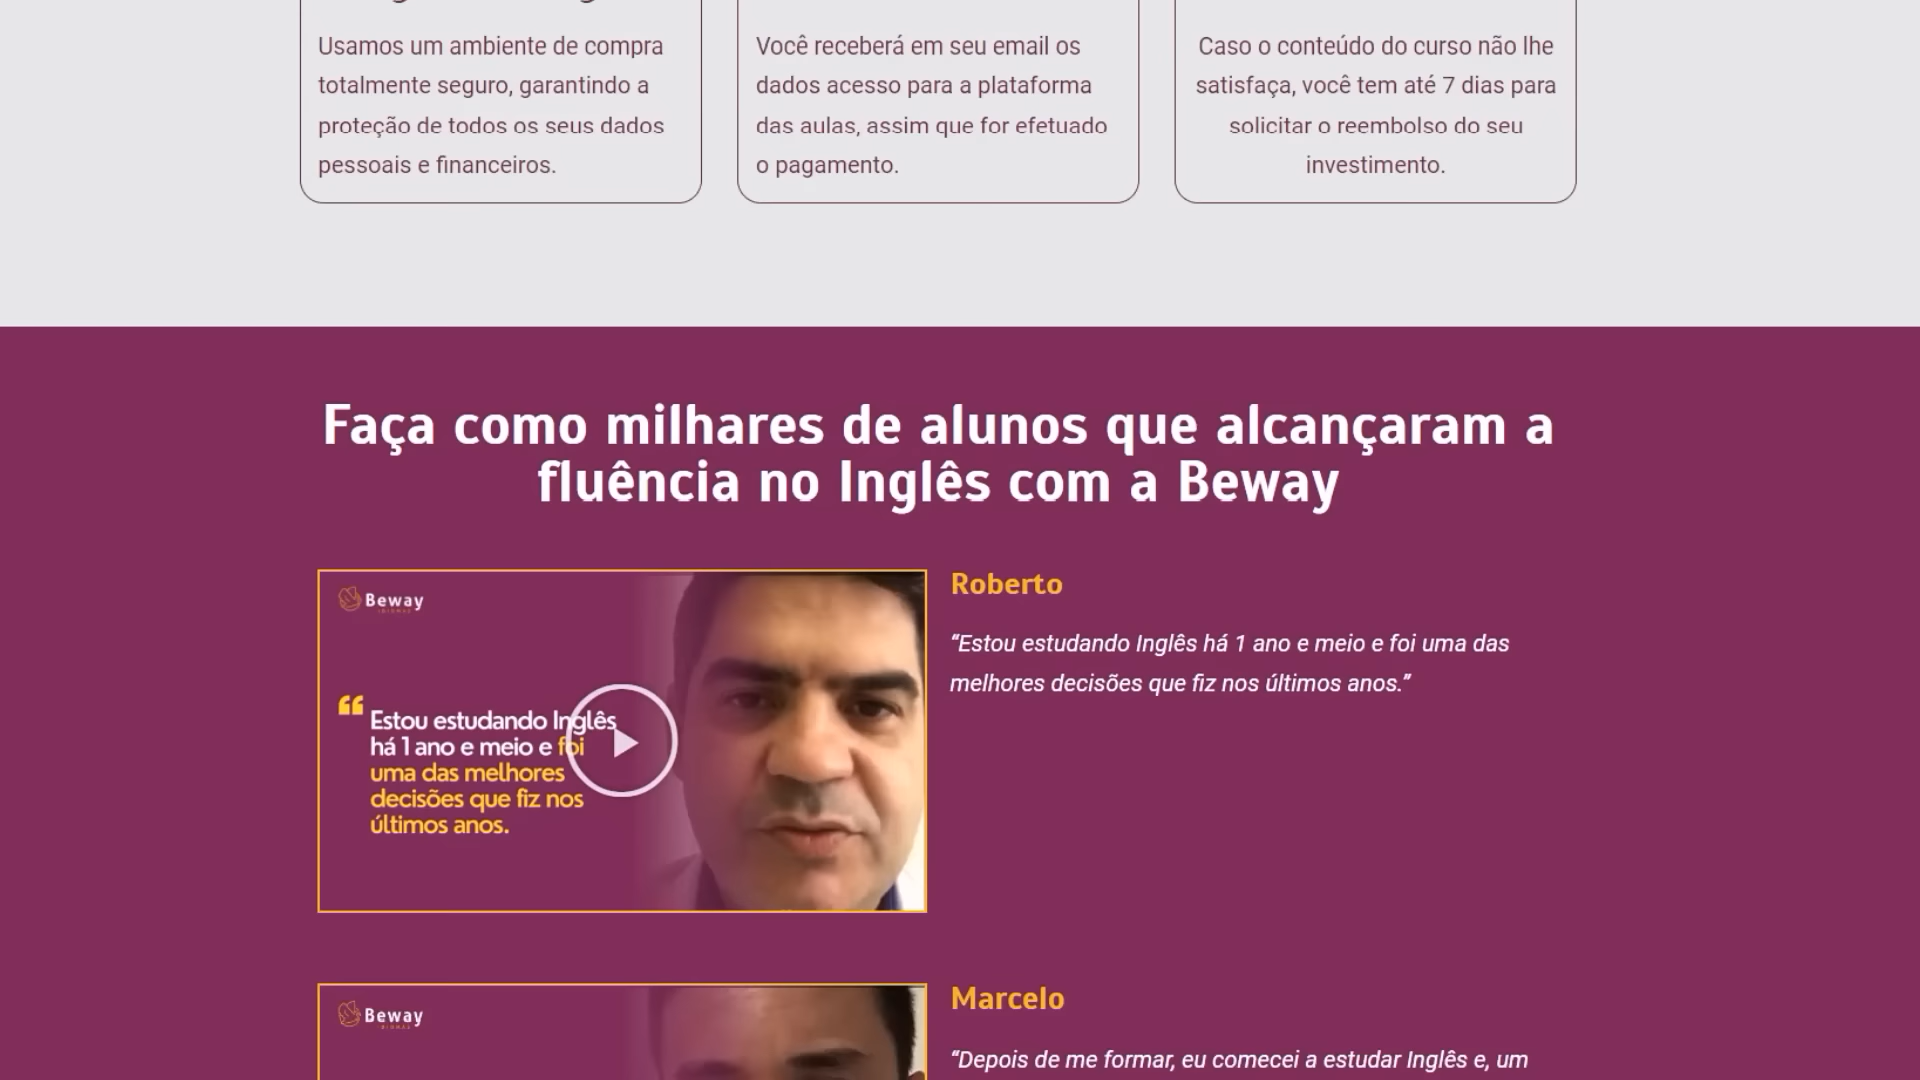 Usamos um ambiente de compra
totalmente seguro, garantindo a
proteção de todos os seus dados
pessoais e financeiros.
Você receberá em seu email os
dados acesso para a plataforma
das aulas, assim que for efetuado
o pagamento.
Caso o conteúdo do curso não lhe
satisfaça, você tem até 7 dias para
solicitar o reembolso do seu
investimento.
Faça como milhares de alunos que alcançaram a
fluência no Inglês com a Beway
Beway
IDIOMAS
“Estou estudando Inglês
há 1 ano e meio e foi
uma das melhores
decisões que fiz nos
últimos anos.
Roberto
“Estou estudando Inglês há 1 ano e meio e foi uma das
melhores decisões que fiz nos últimos anos.”
Beway
IDIOMAS
Marcelo
“Depois de me formar, eu comecei a estudar Inglês e, um